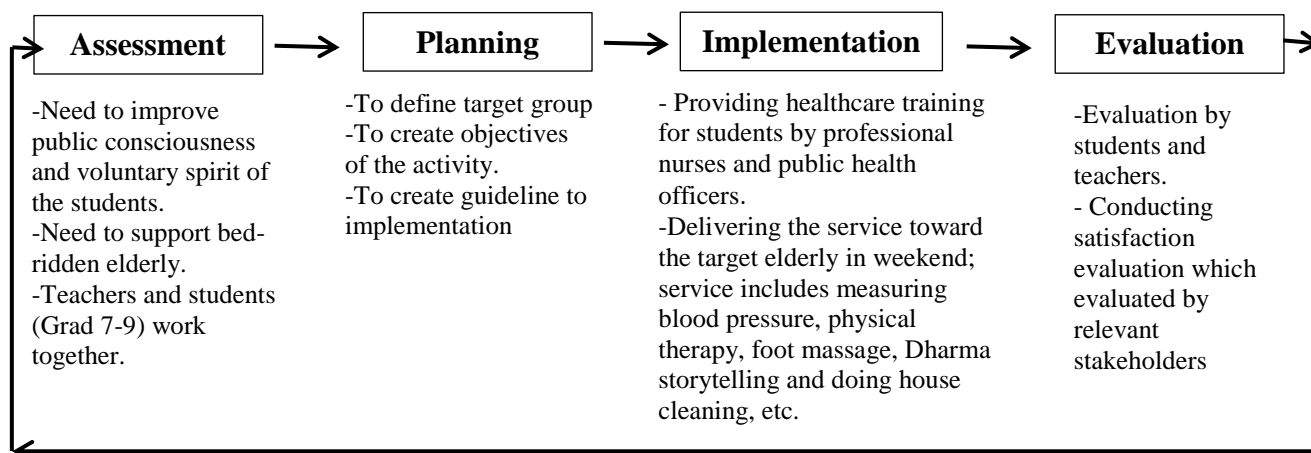 Assessment
Planning
Implementation
Evaluation
-Need to improve
public consciousness
and voluntary spirit of
the students.
-Need to support bed-
ridden elderly.
-Teachers and students
(Grad 7-9) work
together.
-To define target group
-To create objectives
of the activity.
-To create guideline to
implementation
- Providing healthcare training
for students by professional
nurses and public health
officers.
-Delivering the service toward
the target elderly in weekend;
service includes measuring
blood pressure, physical
therapy, foot massage, Dharma
storytelling and doing house
cleaning, etc.
-Evaluation by
students and
teachers.
- Conducting
satisfaction
evaluation which
evaluated by
relevant
stakeholders